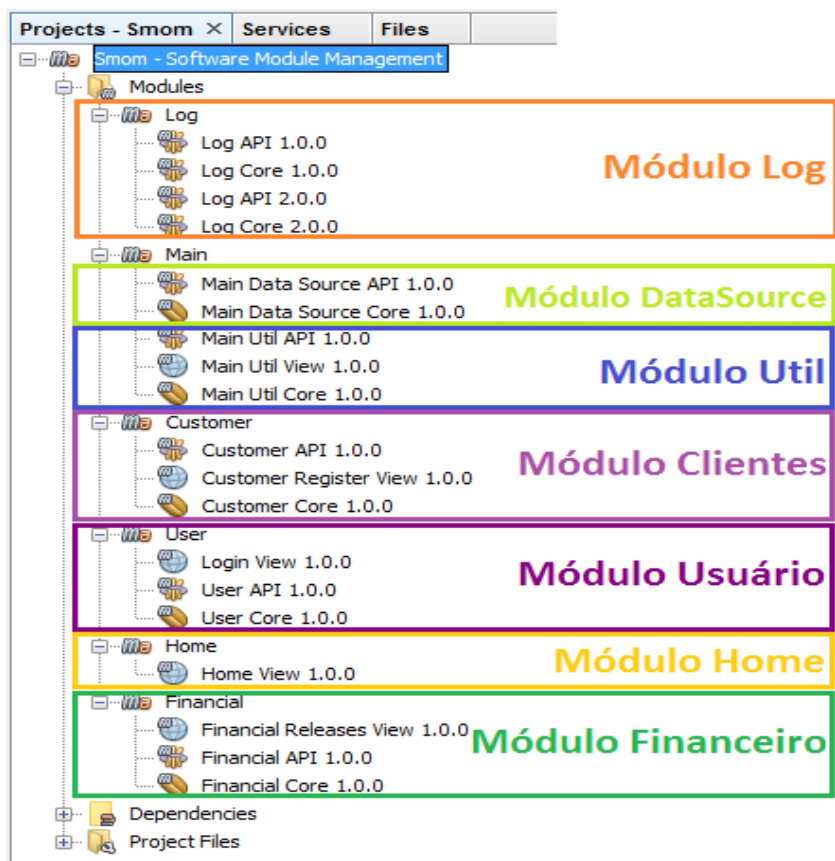 Projects - Smom × Services Files
Smom - Software Module Management
Modules
Log
Log API 1.0.0
Log Core 1.0.0
Log API 2.0.0
Log Core 2.0.0
Módulo Log
Main
Main Data Source API 1.0.0
Main Data Source Core 1.0.0
Módulo DataSource
Main Util API 1.0.0
Main Util View 1.0.0
Main Util Core 1.0.0
Módulo Util
Customer
Customer API 1.0.0
Customer Register View 1.0.0
Customer Core 1.0.0
Módulo Clientes
User
Login View 1.0.0
User API 1.0.0
User Core 1.0.0
Módulo Usuário
Home
Home View 1.0.0
Módulo Home
Financial
Financial Releases View 1.0.0
Financial API 1.0.0
Financial Core 1.0.0
Módulo Financeiro
Dependencies
Project Files